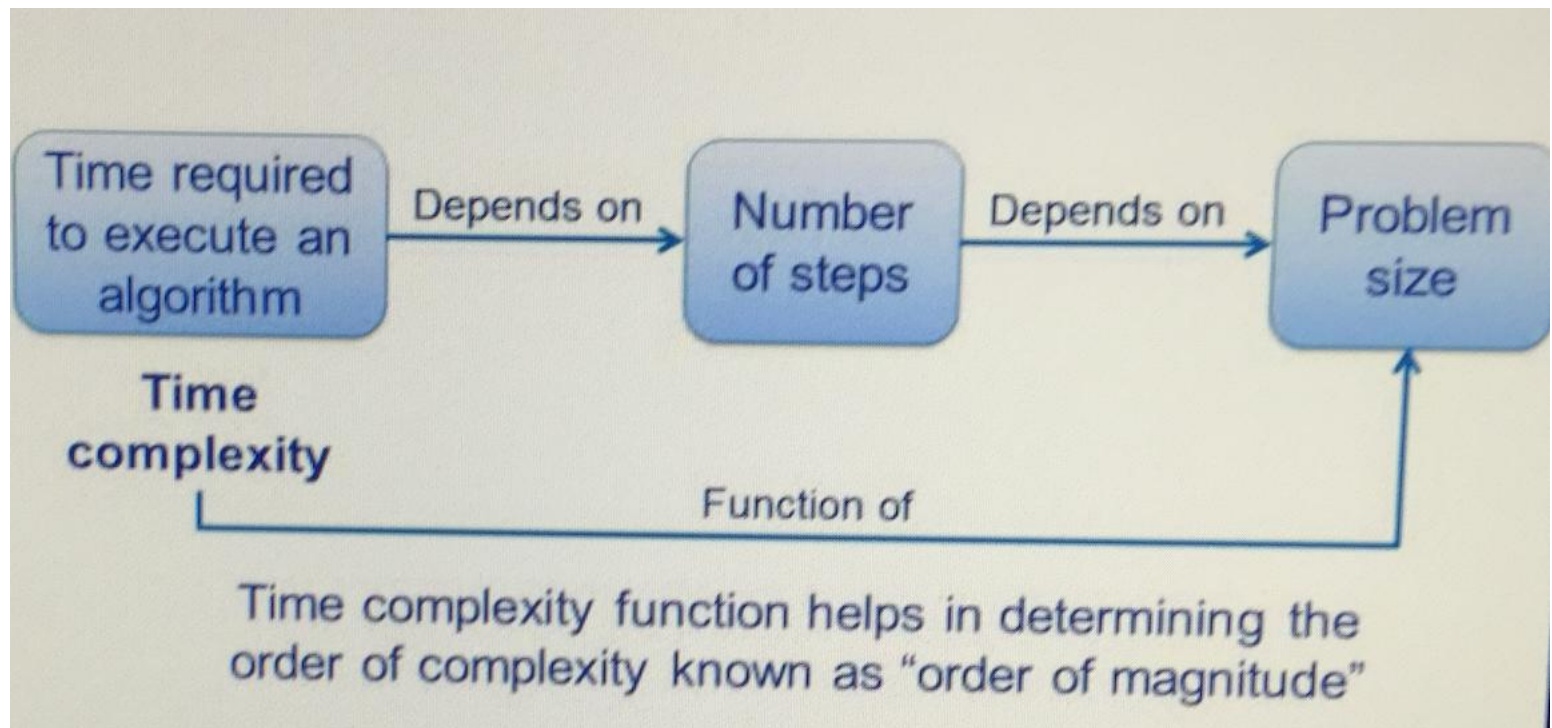 Time required
to execute an
algorithm
Depends on
Number
of steps
Depends on
Problem
size
Time
complexity
Function of
Time complexity function helps in determining the
order of complexity known as “order of magnitude”